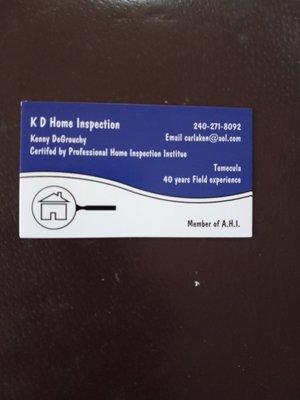 K D Home Inspection
240-271-8092
Kenny DeGrauchy
Email carlaken@aol.com
Certifed by Professional Home Inspection Institue
Temecula
40 years Field experience
Member of A.H.I.